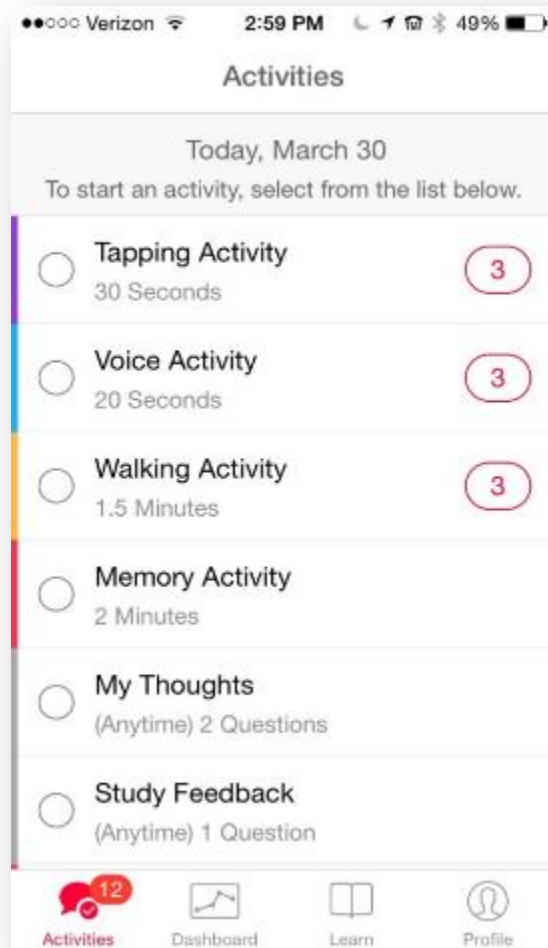 Verizon 2:59 PM 49%
Activities
Today, March 30
To start an activity, select from the list below.
Tapping Activity
30 Seconds
3
Voice Activity
20 Seconds
3
Walking Activity
1.5 Minutes
3
Memory Activity
2 Minutes
My Thoughts
(Anytime) 2 Questions
Study Feedback
(Anytime) 1 Question
12
Activities Dashboard Learn Profile